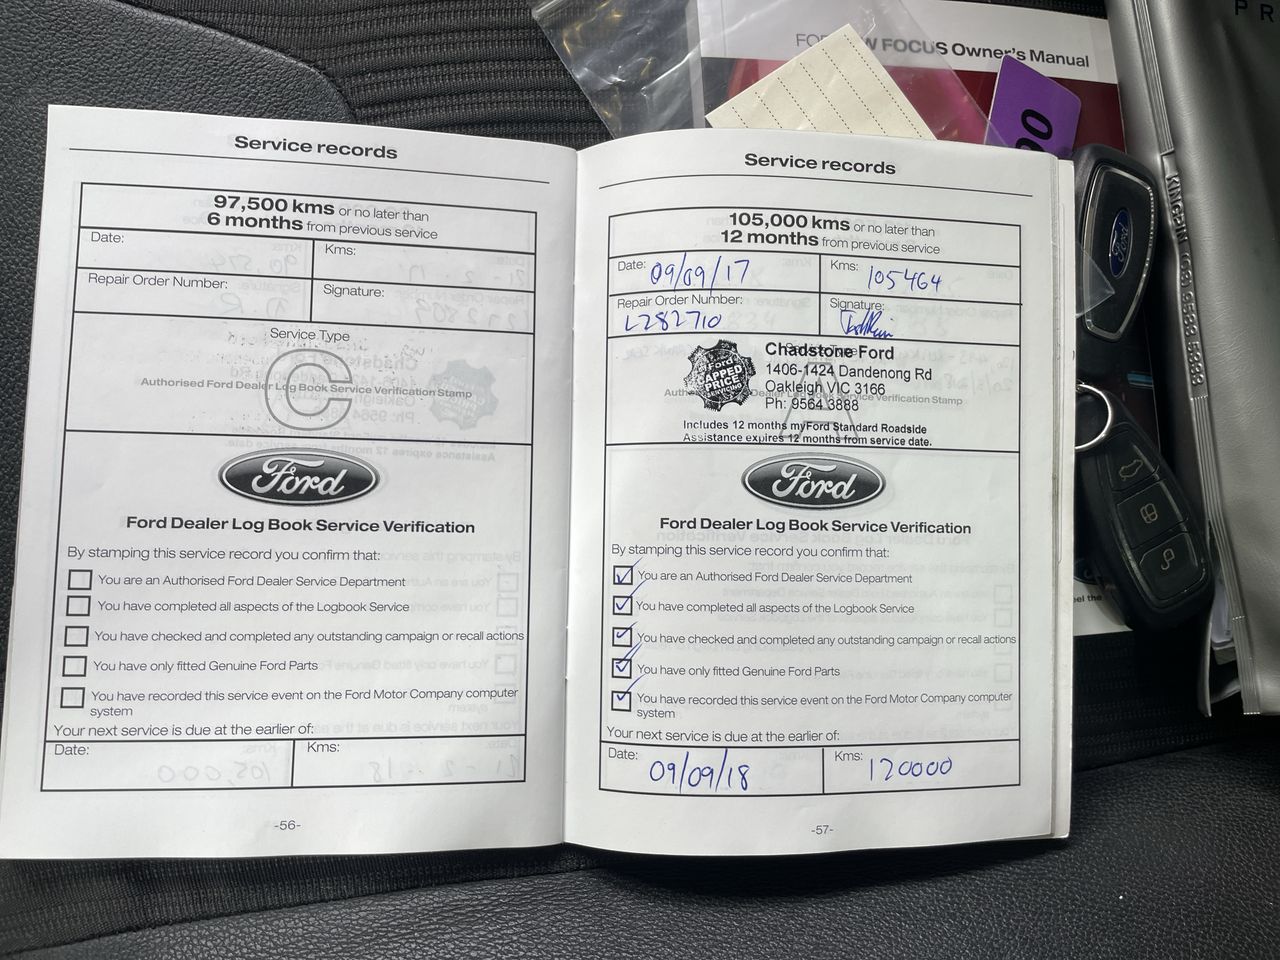 FOCUS Owner's Manual
PR
00
KINGSIN (03) 9563 5333
Ford
Service records
97,500 kms or no later than
6 months from previous service
Date:
Kms:
Repair Order Number:
Signature:
Service Type
C
Authorised Ford Dealer Log Book Service Verification Stamp
Ford
Ford Dealer Log Book Service Verification
By stamping this service record you confirm that:
You are an Authorised Ford Dealer Service Department
You have completed all aspects of the Logbook Service
You have checked and completed any outstanding campaign or recall actions
You have only fitted Genuine Ford Parts
You have recorded this service event on the Ford Motor Company computer
system
Your next service is due at the earlier of:
Date:
Kms:
-56-
Service records
105,000 kms or no later than
12 months from previous service
Date: 09/09/17
Kms: 105464
Repair Order Number:
L282710
Signature:
Chadstone Ford
1406-1424 Dandenong Rd
Oakleigh VIC 3166
Ph: 9564 3888
Ford
CAPPED
PRICE
SERVICING
A
Includes 12 months myFord Standard Roadside
Assistance expires 12 months from service date.
Ford
Ford Dealer Log Book Service Verification
By stamping this service record you confirm that:
You are an Authorised Ford Dealer Service Department
You have completed all aspects of the Logbook Service
You have checked and completed any outstanding campaign or recall actions
You have only fitted Genuine Ford Parts
You have recorded this service event on the Ford Motor Company computer
system
Your next service is due at the earlier of:
Date:
09/09/18
Kms:
120000
-57-